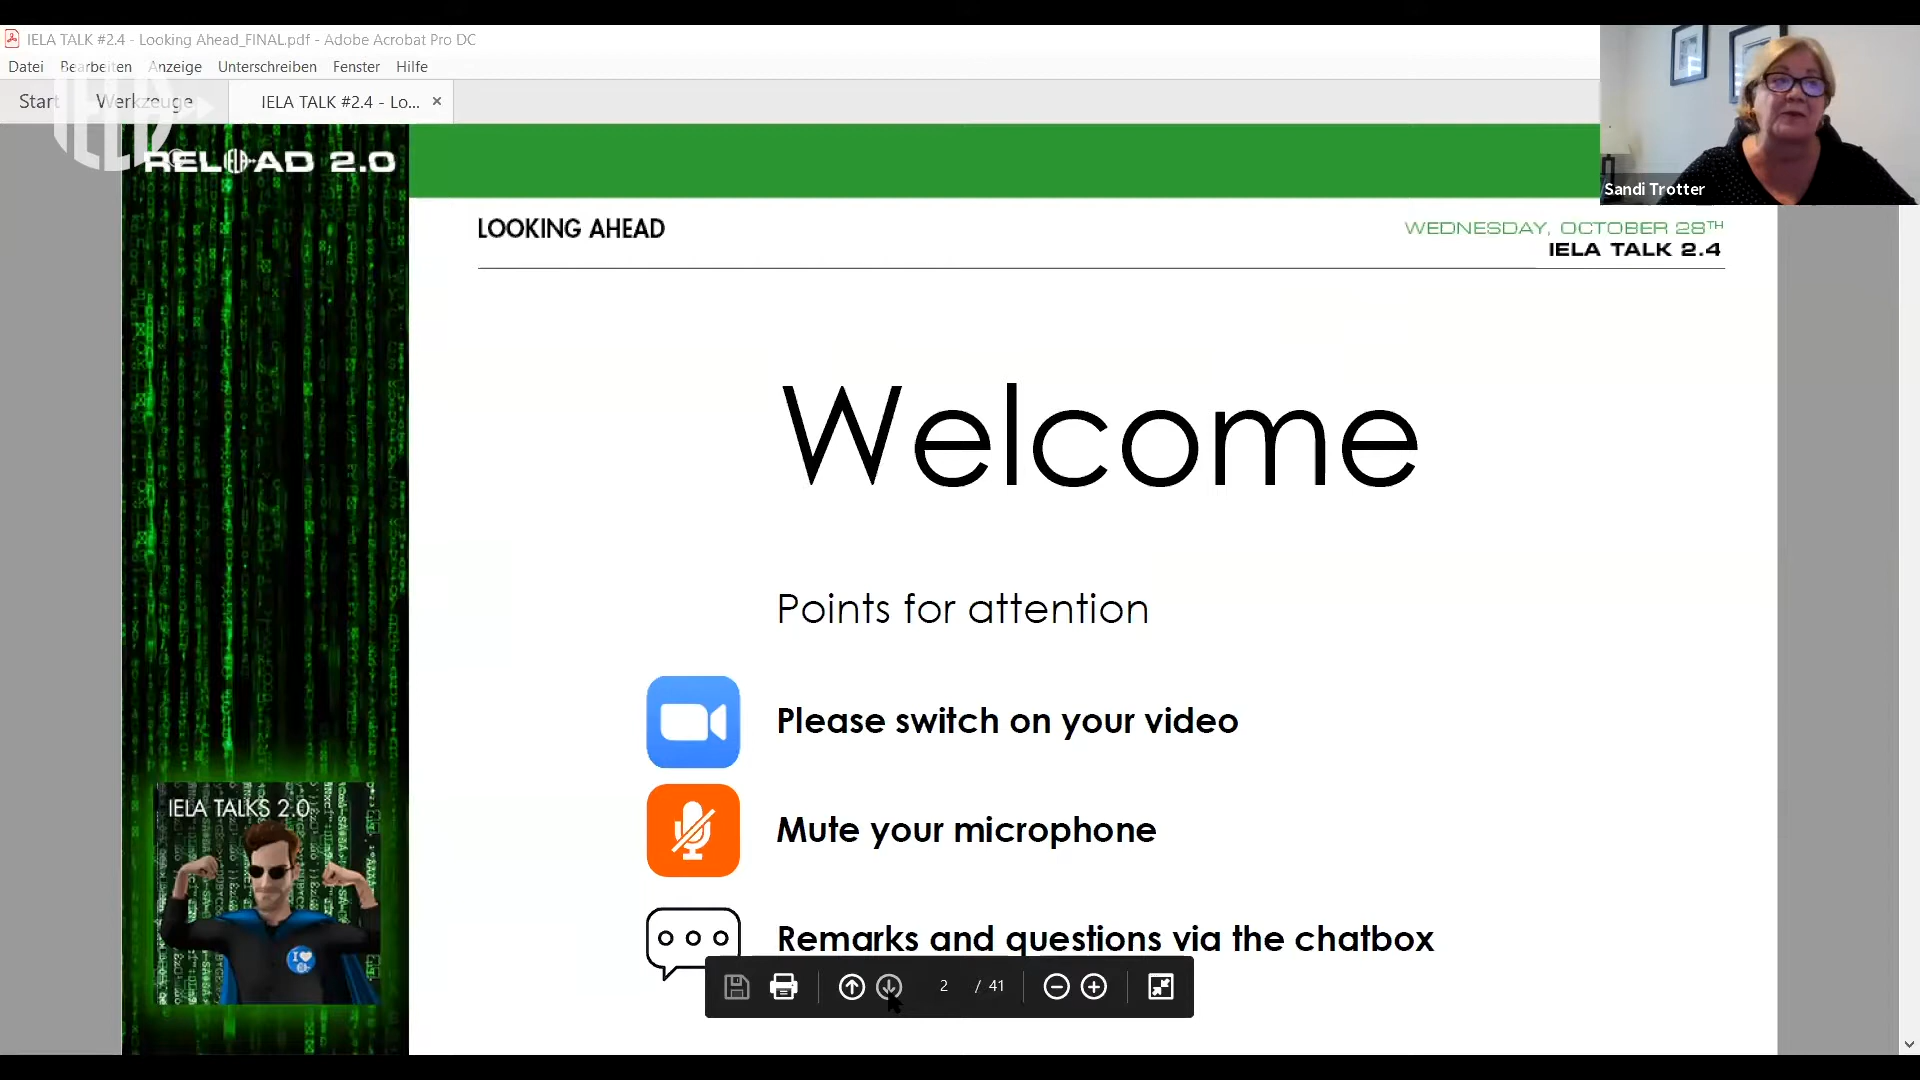 IELA TALK #2.4 - Looking Ahead_FINAL.pdf - Adobe Acrobat Pro DC
Datei Bearbeiten Anzeige Unterschreiben Fenster Hilfe
Start Werkzeuge IELA TALK #2.4 - Lo... ×
IELA
RELOAD 2.0
Sandi Trotter
LOOKING AHEAD
WEDNESDAY, OCTOBER 28TH
IELA TALK 2.4
Welcome
Points for attention
Please switch on your video
Mute your microphone
Remarks and questions via the chatbox
IELA TALKS 2.0
2 / 41